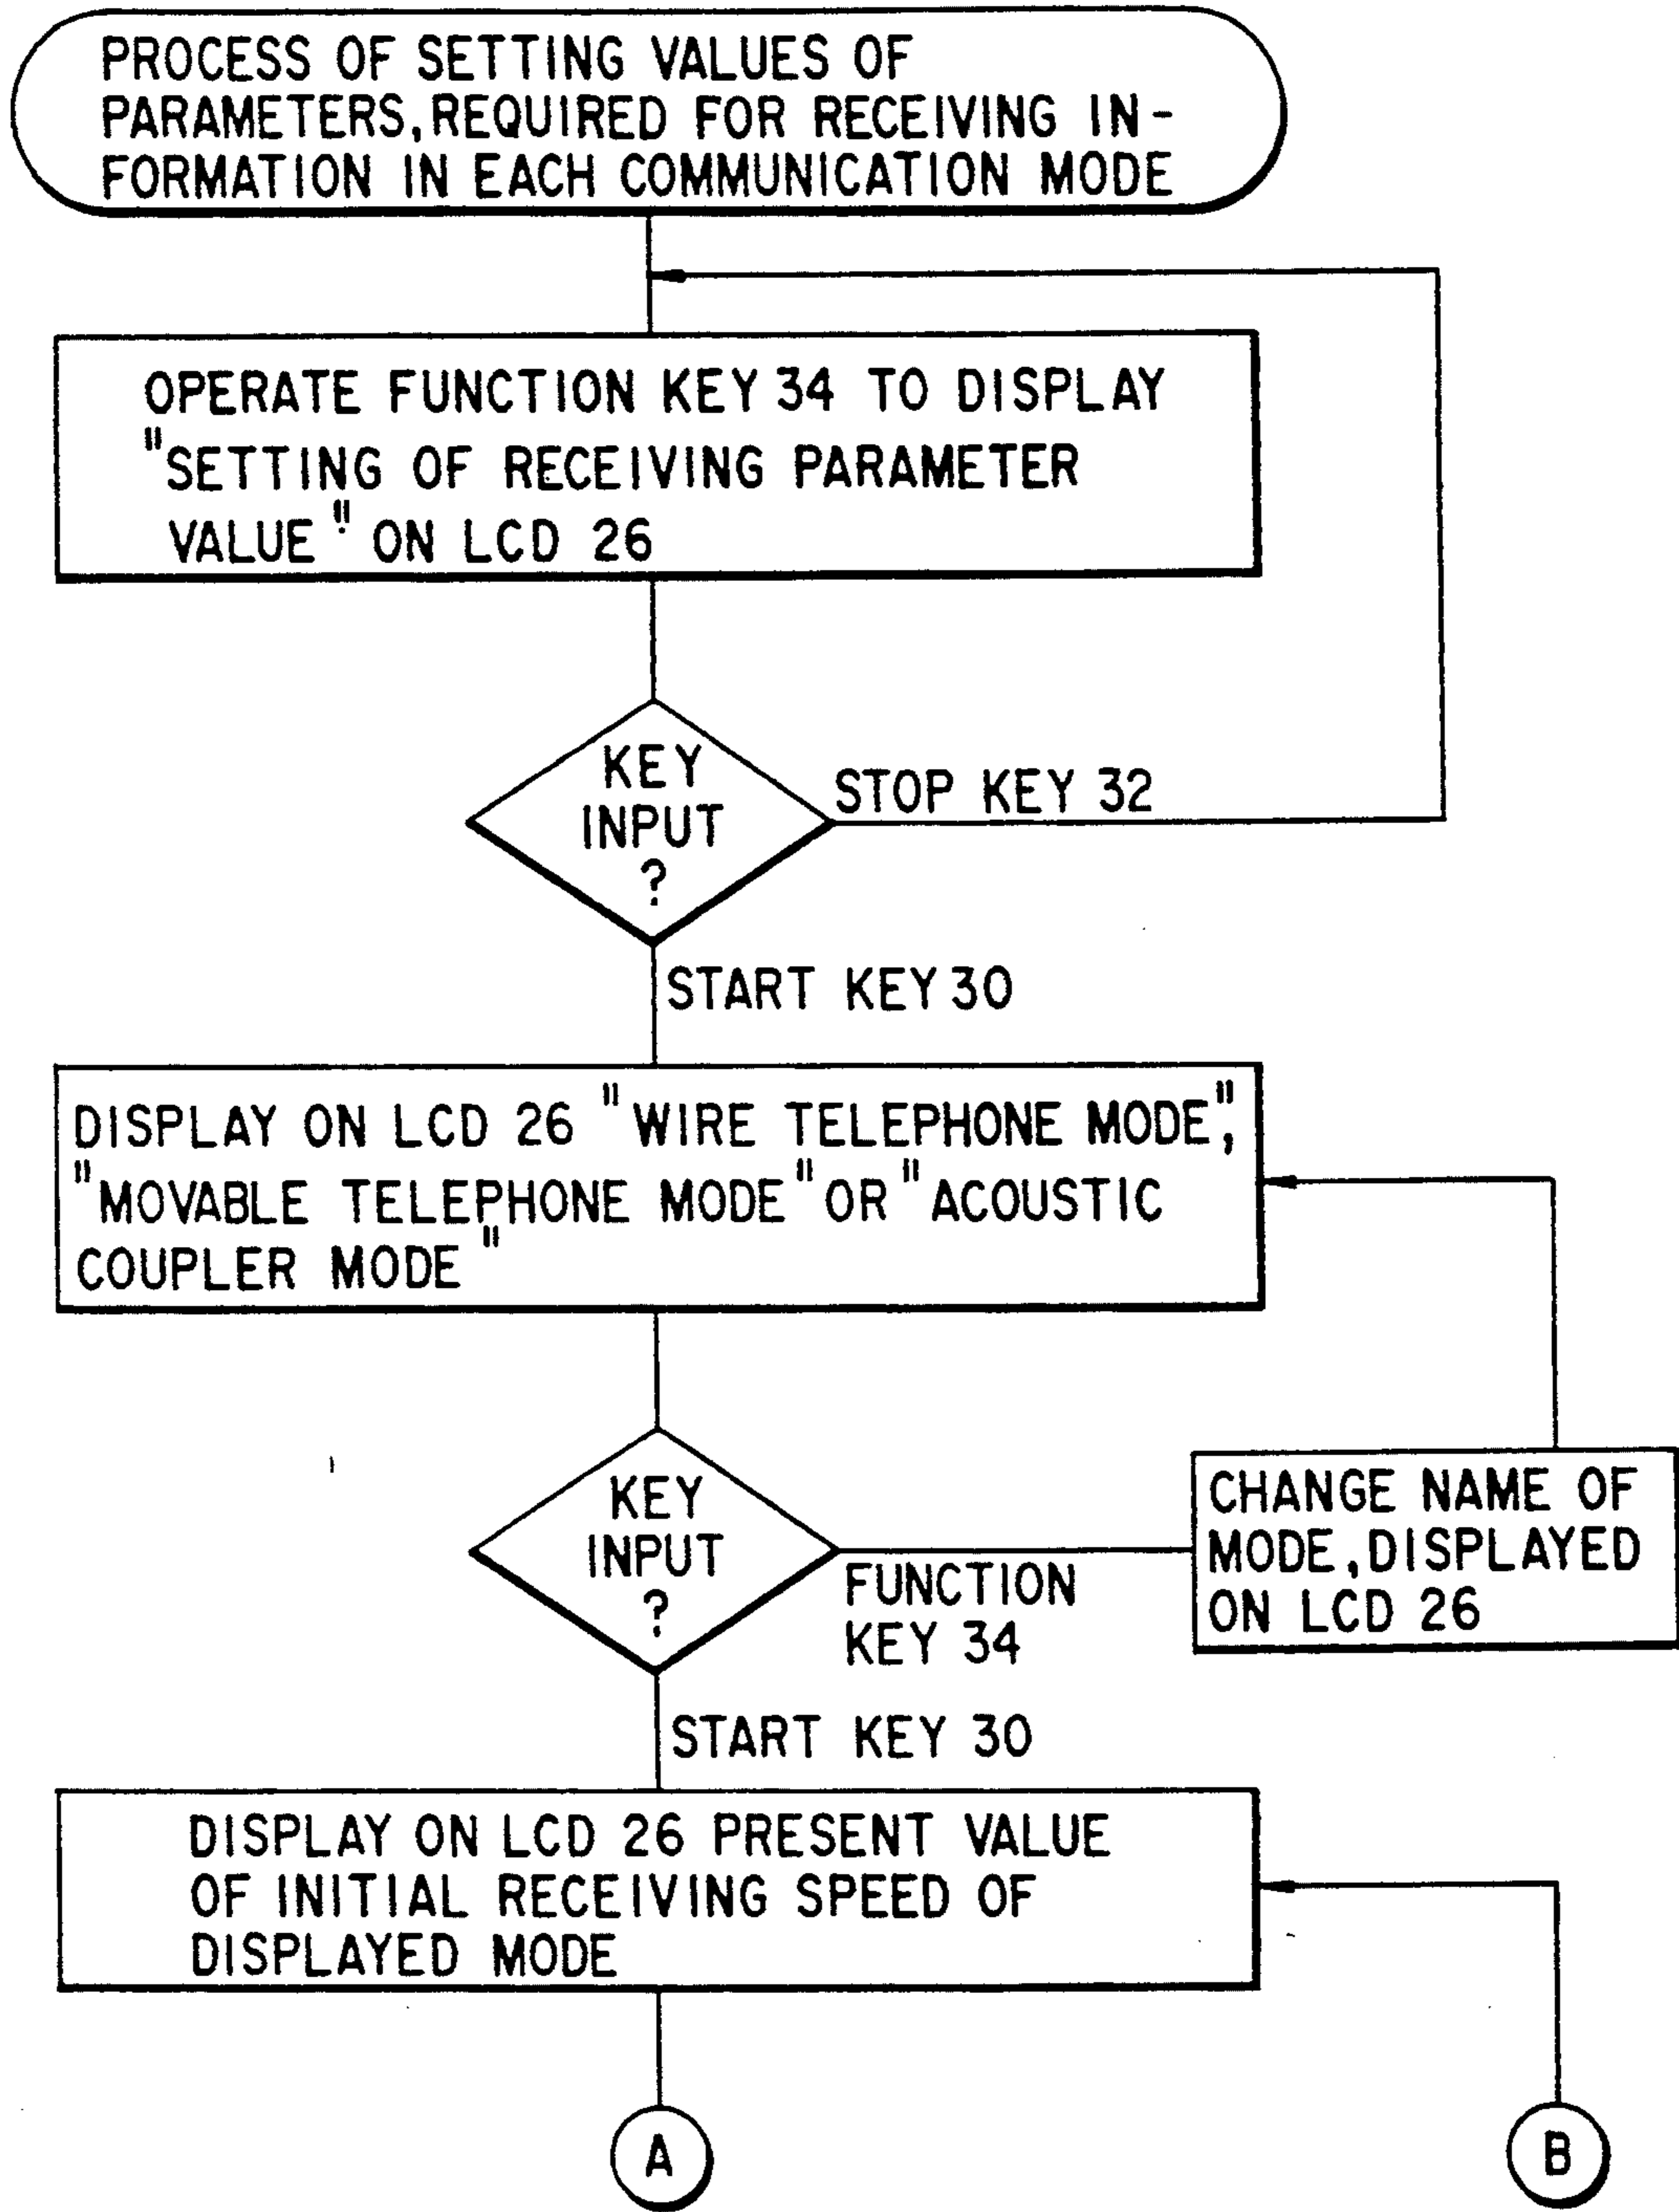 PROCESS OF SETTING VALUES OF
PARAMETERS, REQUIRED FOR RECEIVING IN-
FORMATION IN EACH COMMUNICATION MODE
OPERATE FUNCTION KEY 34 TO DISPLAY
"SETTING OF RECEIVING PARAMETER
VALUE" ON LCD 26
KEY
INPUT
?
STOP KEY 32
START KEY 30
DISPLAY ON LCD 26 "WIRE TELEPHONE MODE",
"MOVABLE TELEPHONE MODE" OR "ACOUSTIC
COUPLER MODE"
KEY
INPUT
?
FUNCTION
KEY 34
CHANGE NAME OF
MODE, DISPLAYED
ON LCD 26
START KEY 30
DISPLAY ON LCD 26 PRESENT VALUE
OF INITIAL RECEIVING SPEED OF
DISPLAYED MODE
A
B